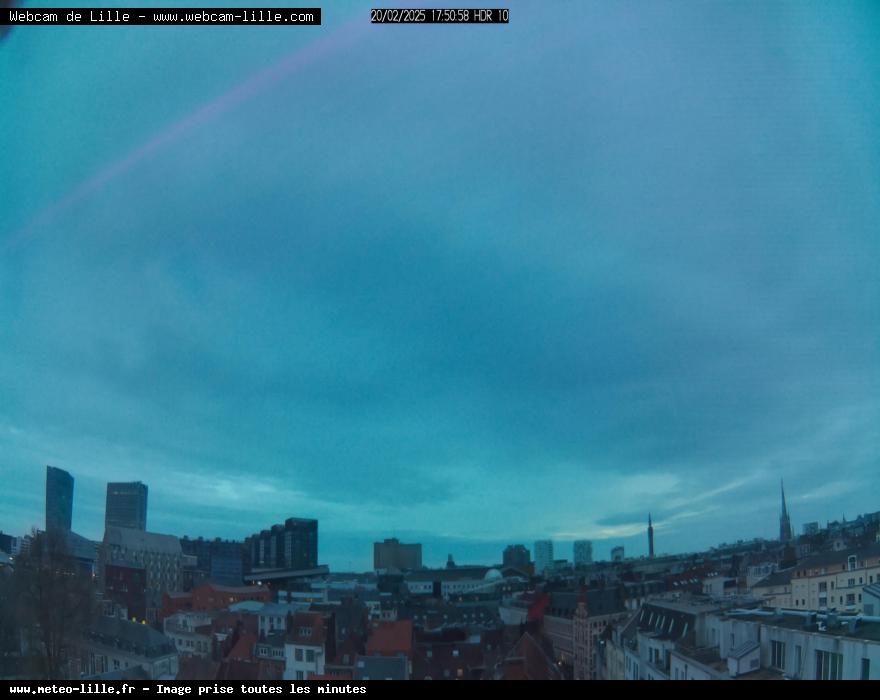 Webcam de Lille - www.webcam-lille.com
20/02/2025 17:50:58 HDR 10
www.meteo-lille.fr - Image prise toutes les minutes